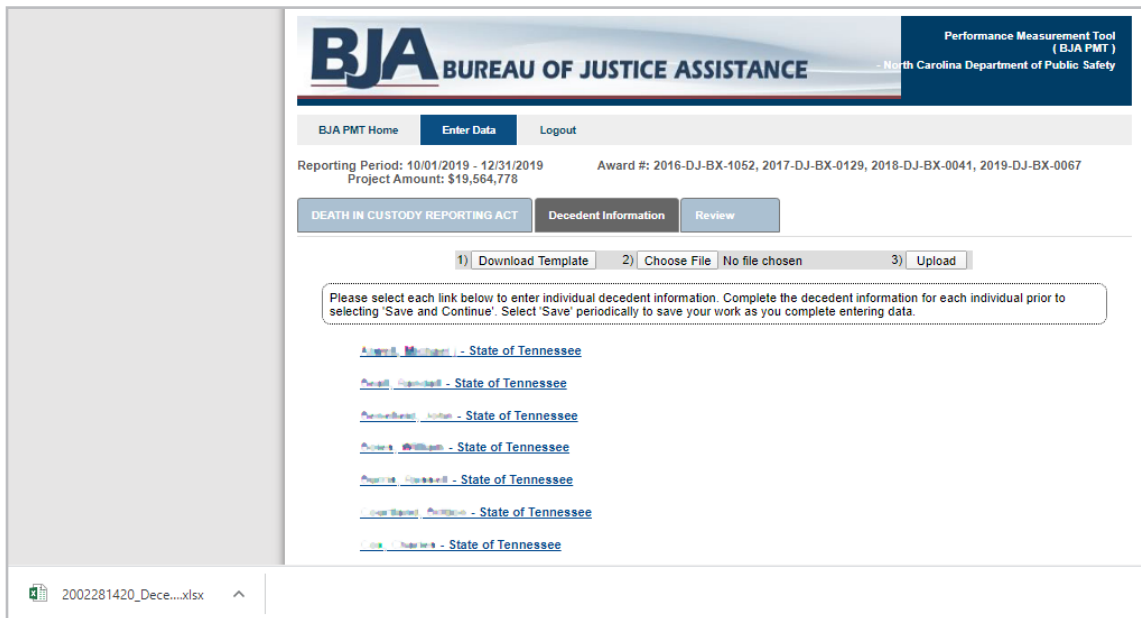 BJA BUREAU OF JUSTICE ASSISTANCE
Performance Measurement Tool
( BJA PMT )
- North Carolina Department of Public Safety
BJA PMT Home Enter Data Logout
Reporting Period: 10/01/2019 - 12/31/2019 Award #: 2016-DJ-BX-1052, 2017-DJ-BX-0129, 2018-DJ-BX-0041, 2019-DJ-BX-0067
Project Amount: $19,564,778
DEATH IN CUSTODY REPORTING ACT Decedent Information Review
1) Download Template 2) Choose File No file chosen 3) Upload
Please select each link below to enter individual decedent information. Complete the decedent information for each individual prior to
selecting 'Save and Continue'. Select 'Save' periodically to save your work as you complete entering data.
- State of Tennessee
- State of Tennessee
- State of Tennessee
- State of Tennessee
- State of Tennessee
- State of Tennessee
- State of Tennessee
2002281420_Dece....xlsx